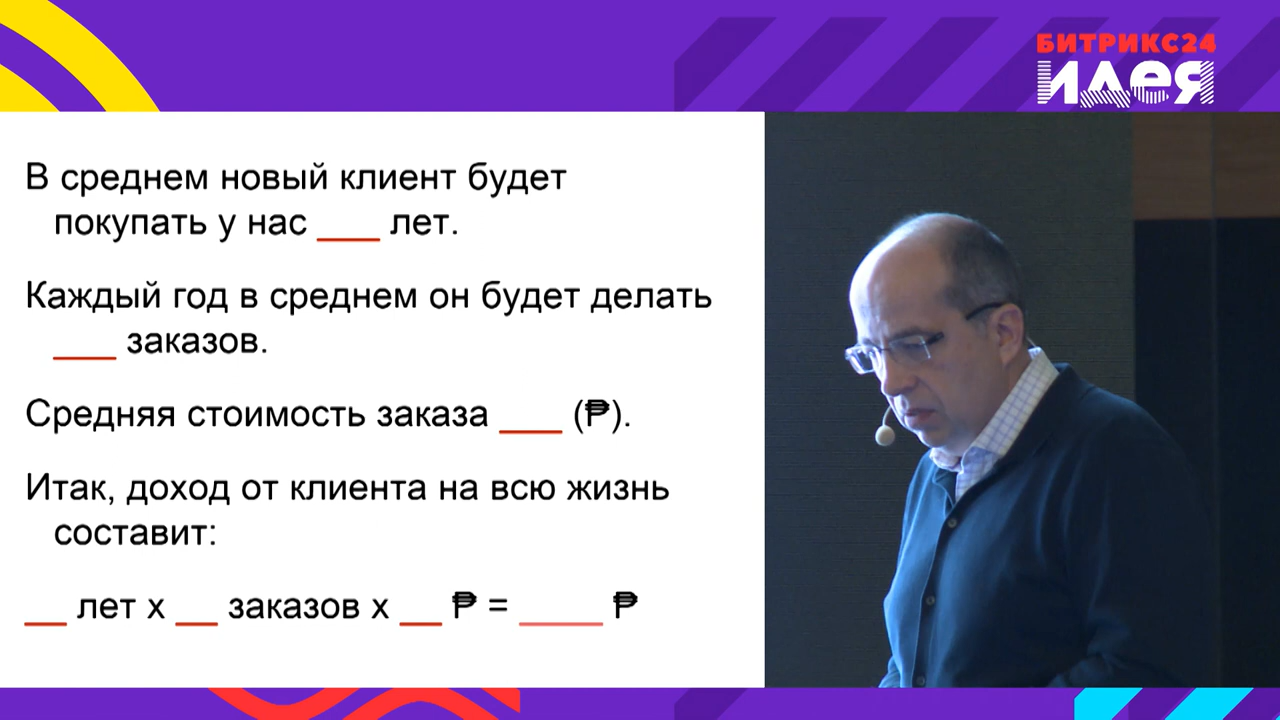 БИТРИКС24
идея
В среднем новый клиент будет
покупать у нас ___ лет.
Каждый год в среднем он будет делать
___ заказов.
Средняя стоимость заказа ___ (₱).
Итак, доход от клиента на всю жизнь
составит:
__ лет х __ заказов х __ ₱ = ____ ₱